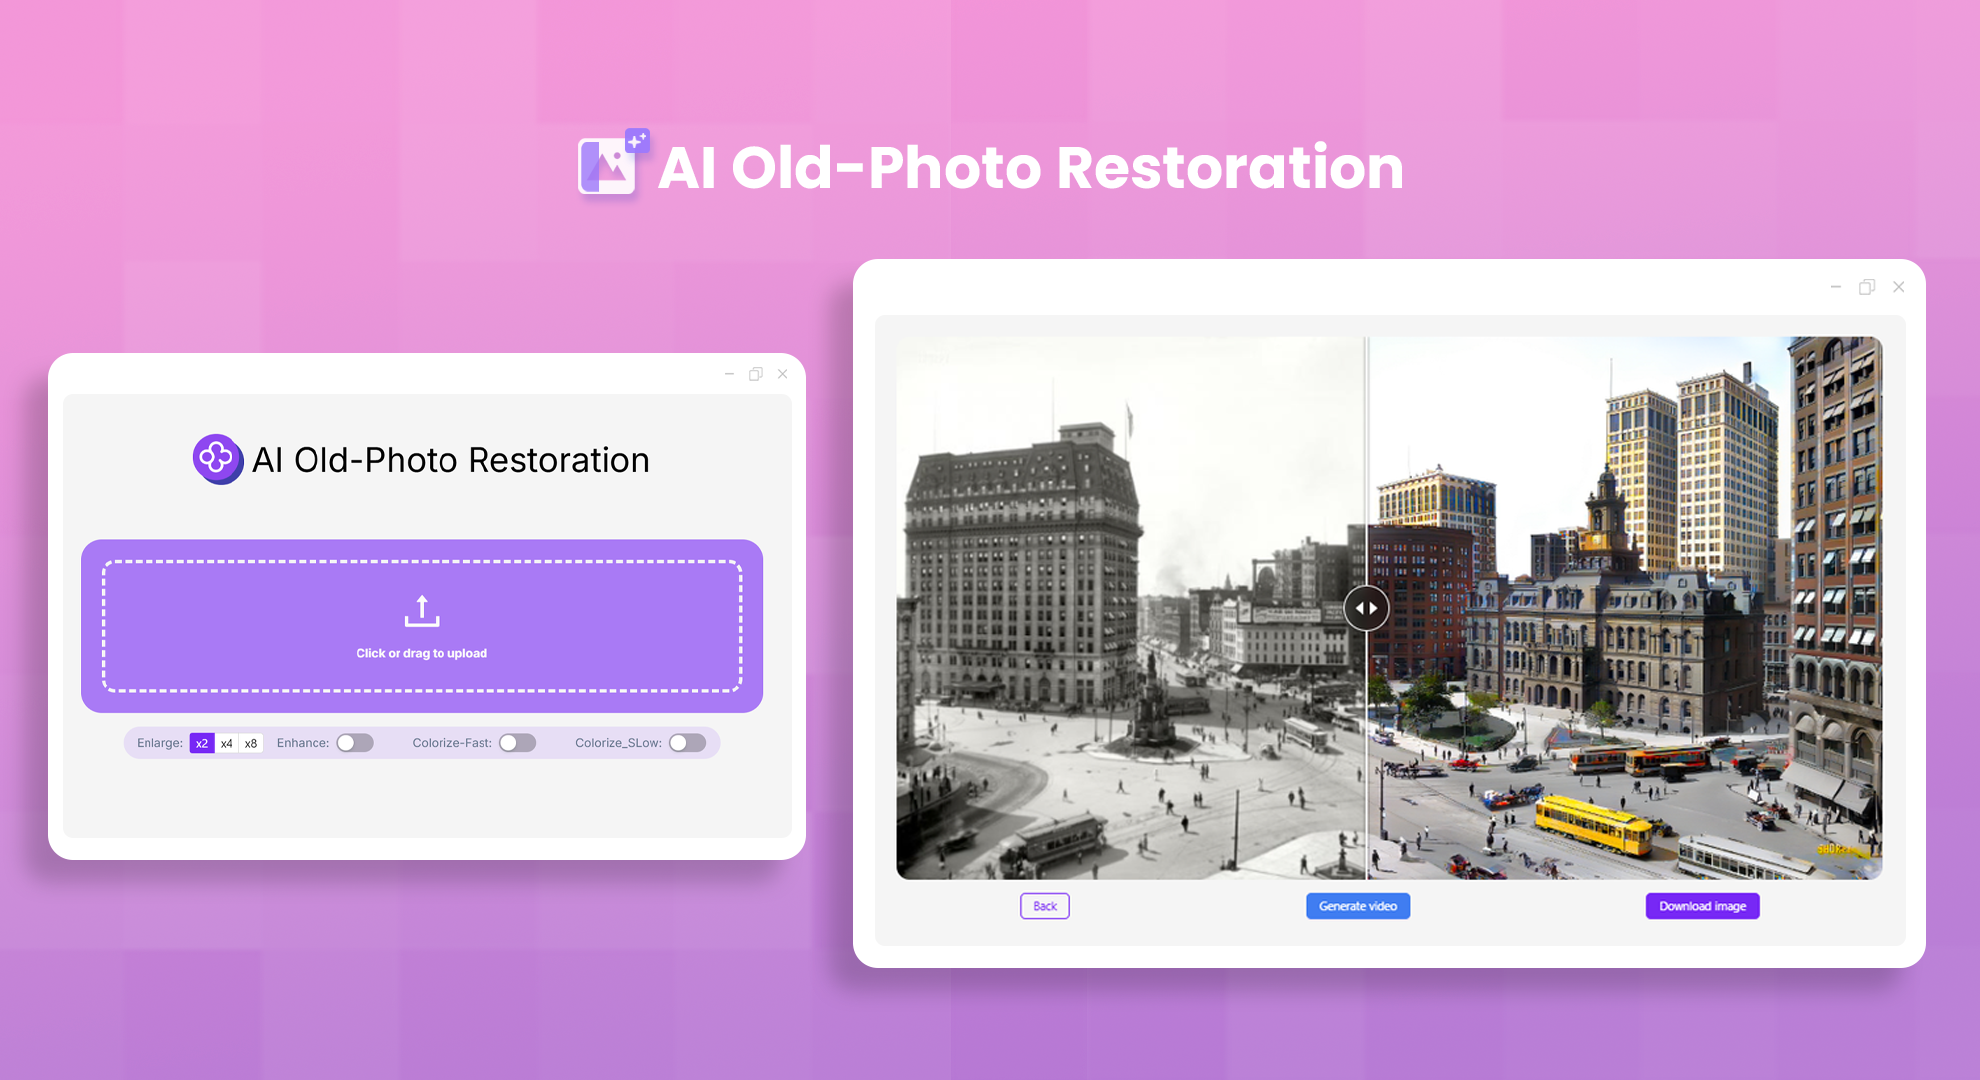 AI Old-Photo Restoration
AI Old-Photo Restoration
Click or drag to upload
Enlarge: x2 x4 x8 Enhance: Colorize-Fast: Colorize_SLow:
Back Generate video Download image